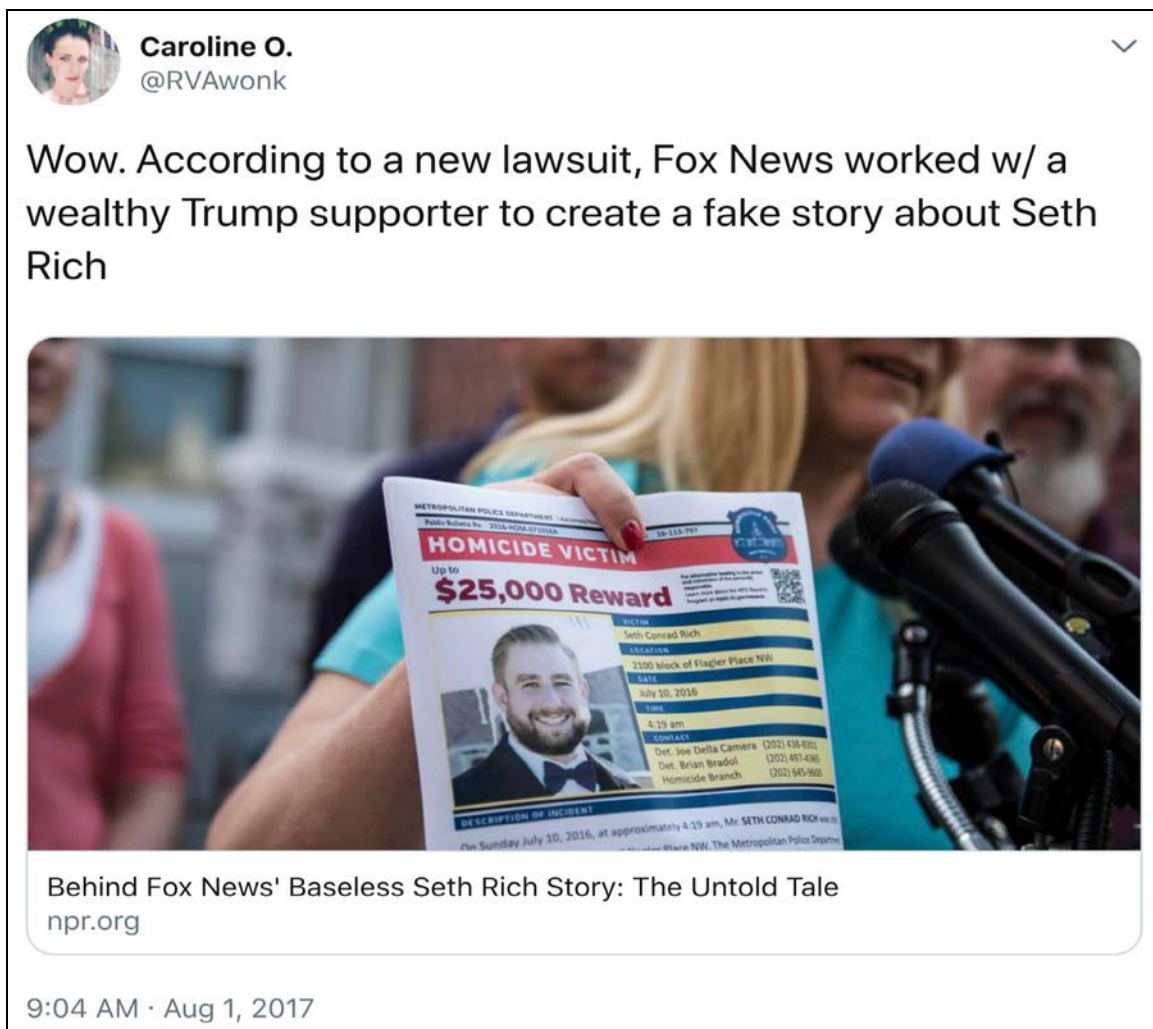 Caroline O.
@RVAwonk
Wow. According to a new lawsuit, Fox News worked w/ a
wealthy Trump supporter to create a fake story about Seth
Rich
METROPOLITAN POLICE DEPARTMENT
HOMICIDE VICTIM
Up to
$25,000 Reward
VICTIM
Seth Conrad Rich
LOCATION
2100 block of Flagler Place NW
DATE
July 10, 2016
TIME
4:19 am
CONTACT
Det. Joe Della Camera (202)
Det. Brian Bradol (202)
Homicide Branch (202)
DESCRIPTION OF INCIDENT
On Sunday July 10, 2016, at approximately 4:19 am, Mr. SETH CONRAD RICH
Place NW. The Metropolitan Police
Behind Fox News' Baseless Seth Rich Story: The Untold Tale
npr.org
9:04 AM · Aug 1, 2017